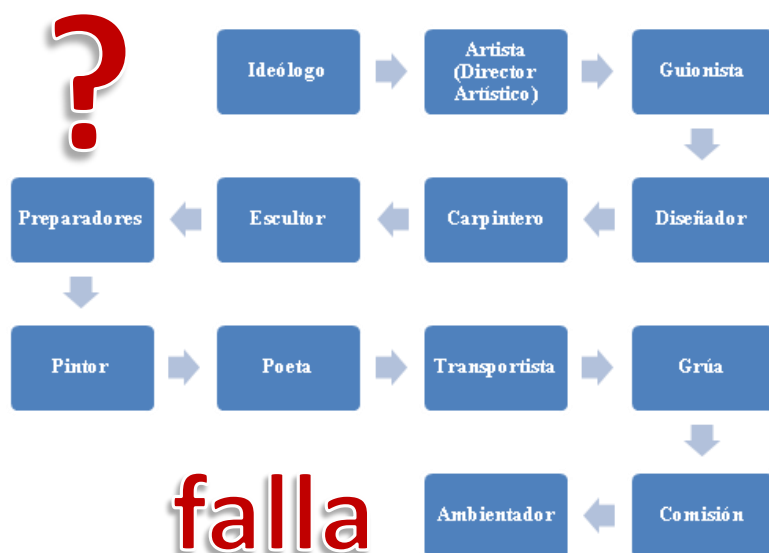 ?
Ideólogo
Artista
(Director
Artístico)
Guionista
Diseñador
Carpintero
Escultor
Preparadores
Pintor
Poeta
Transportista
Grúa
Comisión
Ambientador
falla